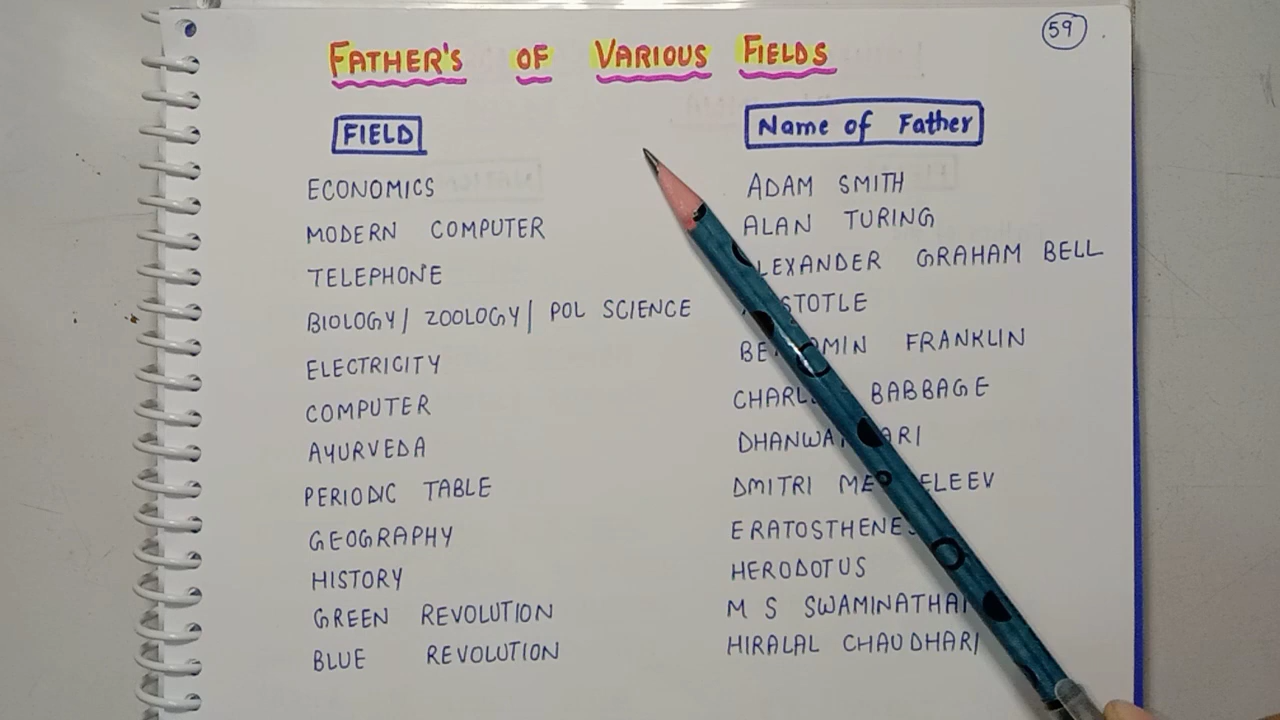 59
FATHER'S OF VARIOUS FIELDS
FIELD Name of Father
ECONOMICS ADAM SMITH
MODERN COMPUTER ALAN TURING
TELEPHONE GRAHAM BELL
BIOLOGY/ ZOOLOGY/ POL SCIENCE
ELECTRICITY FRANKLIN
COMPUTER BABBAGE
AYURVEDA
PERIODIC TABLE DMITRI
GEOGRAPHY
HISTORY HERODOTUS
GREEN REVOLUTION M S
BLUE REVOLUTION HIRALAL CHAUDHARI